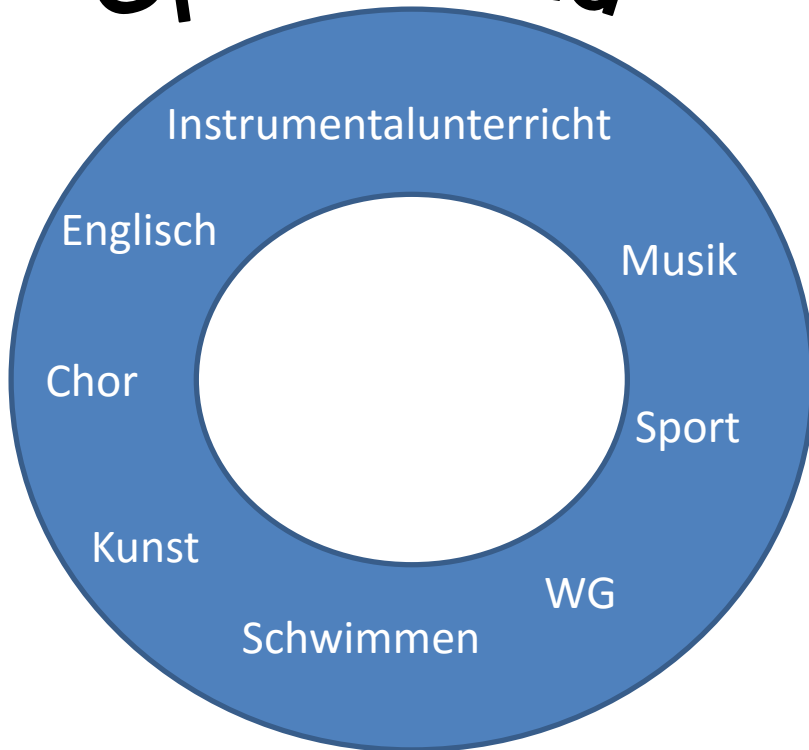 Instrumentalunterricht
Englisch
Musik
Chor
Sport
Kunst
WG
Schwimmen